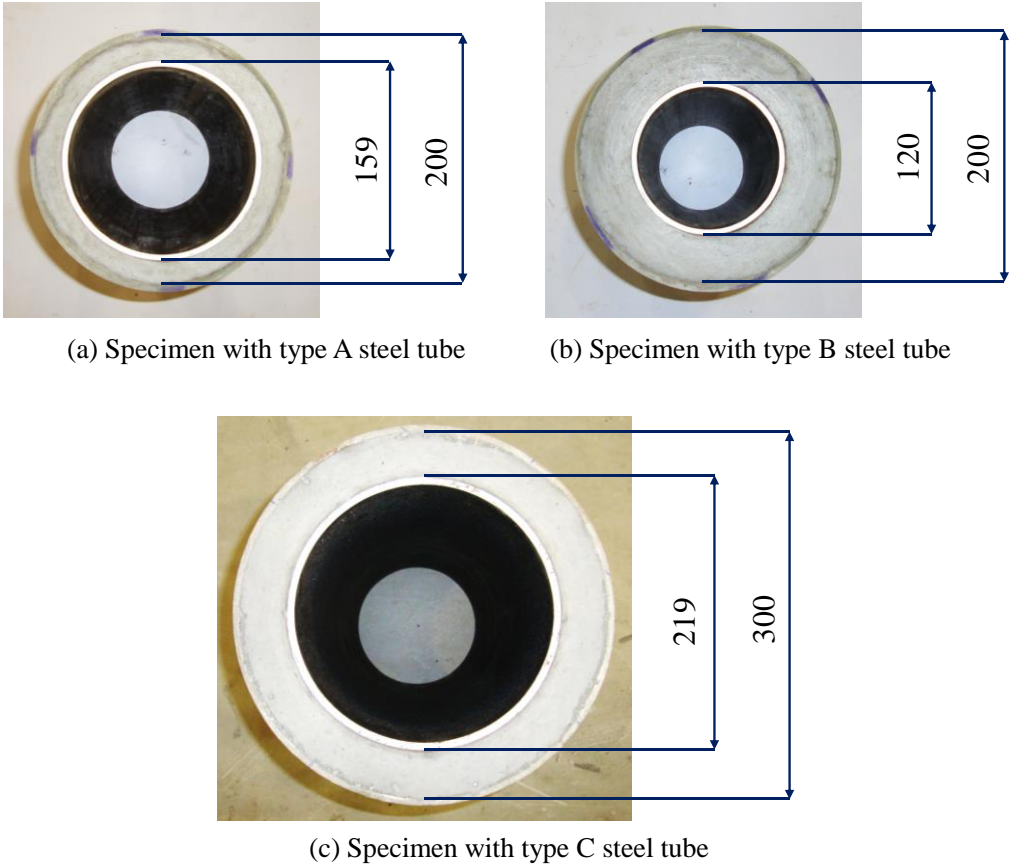 159
200
120
200
(a) Specimen with type A steel tube
(b) Specimen with type B steel tube
219
300
(c) Specimen with type C steel tube